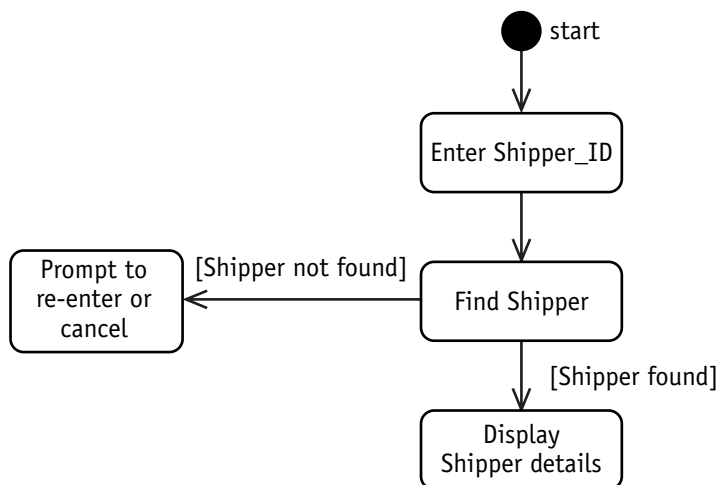 start
Enter Shipper_ID
[Shipper not found]
Prompt to
re-enter or
cancel
Find Shipper
[Shipper found]
Display
Shipper details